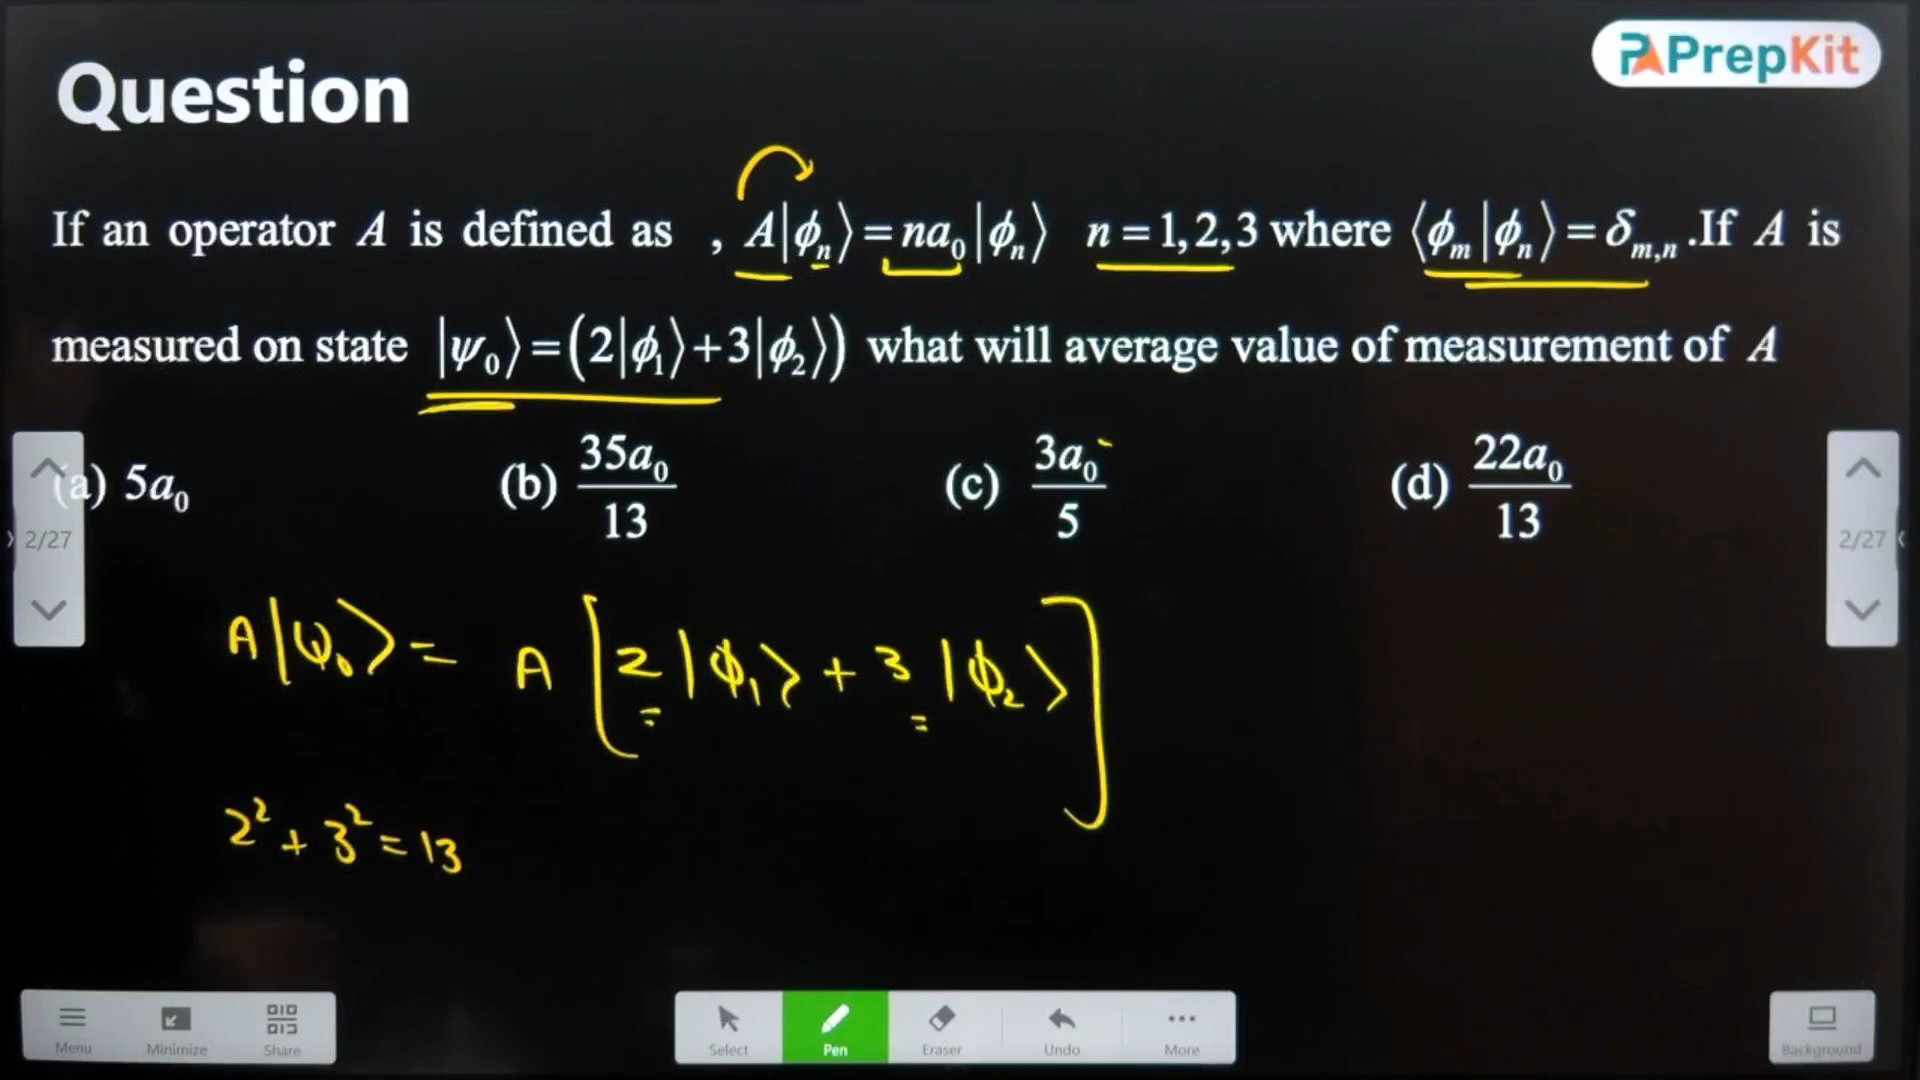 PrepKit
Question
If an operator A is defined as , A|ϕₙ⟩ = na₀|ϕₙ⟩ n = 1, 2, 3 where ⟨ϕₘ|ϕₙ⟩ = δₘ,ₙ .If A is
measured on state |ψ₀⟩ = (2|ϕ₁⟩+3|ϕ₂⟩) what will average value of measurement of A
(a) 5a₀ (b) 35a₀/13 (c) 3a₀/5 (d) 22a₀/13
2/27 2/27
A|ψ₀⟩ = A [2|ϕ₁⟩ + 3|ϕ₂⟩]
2² + 3² = 13
Menu Minimize Share Select Pen Eraser Undo More Background